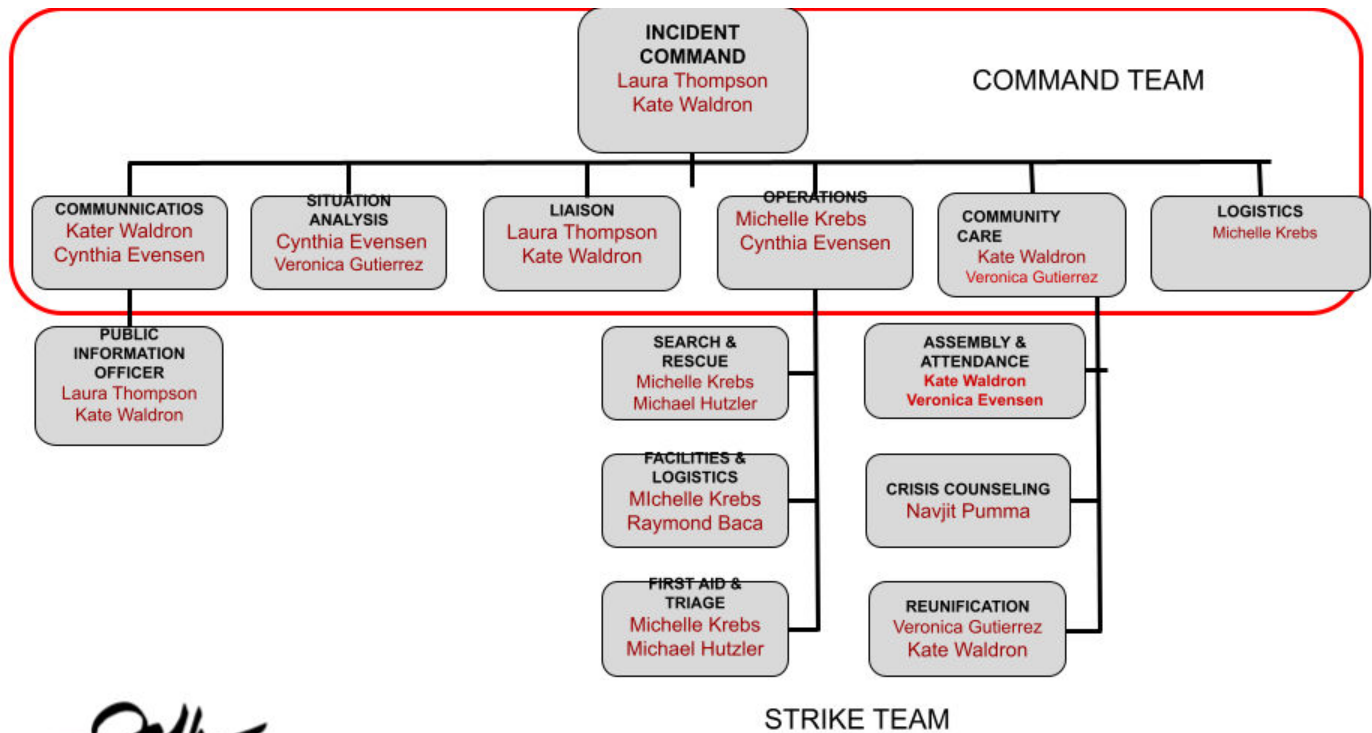 INCIDENT
COMMAND
Laura Thompson
Kate Waldron
COMMAND TEAM
COMMUNNICATIOS
Kater Waldron
Cynthia Evensen
SITUATION
ANALYSIS
Cynthia Evensen
Veronica Gutierrez
LIAISON
Laura Thompson
Kate Waldron
OPERATIONS
Michelle Krebs
Cynthia Evensen
COMMUNITY
CARE
Kate Waldron
Veronica Gutierrez
LOGISTICS
Michelle Krebs
PUBLIC
INFORMATION
OFFICER
Laura Thompson
Kate Waldron
SEARCH &
RESCUE
Michelle Krebs
Michael Hutzler
ASSEMBLY &
ATTENDANCE
Kate Waldron
Veronica Evensen
FACILITIES &
LOGISTICS
MIchelle Krebs
Raymond Baca
CRISIS COUNSELING
Navjit Pumma
FIRST AID &
TRIAGE
Michelle Krebs
Michael Hutzler
REUNIFICATION
Veronica Gutierrez
Kate Waldron
STRIKE TEAM